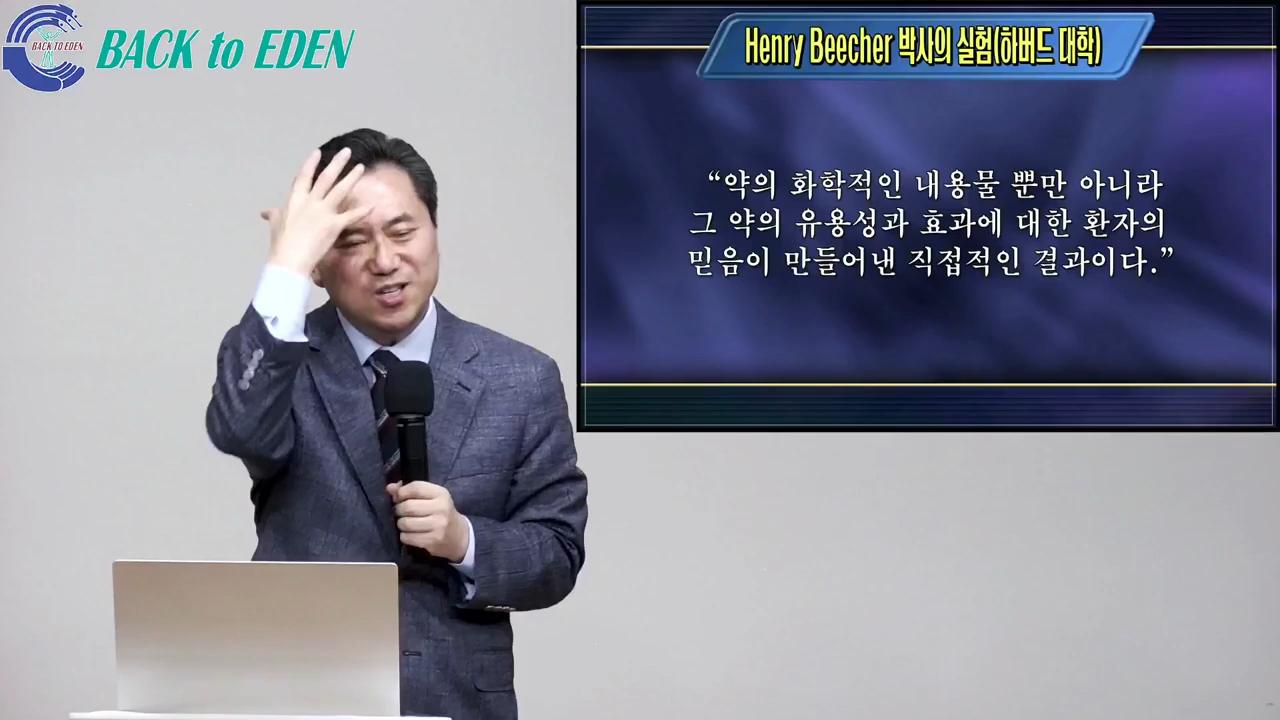 BACK TO EDEN
BACK to EDEN
Henry Beecher 박사의 실험(하버드 대학)
“약의 화학적인 내용물 뿐만 아니라
그 약의 유용성과 효과에 대한 환자의
믿음이 만들어낸 직접적인 결과이다.”